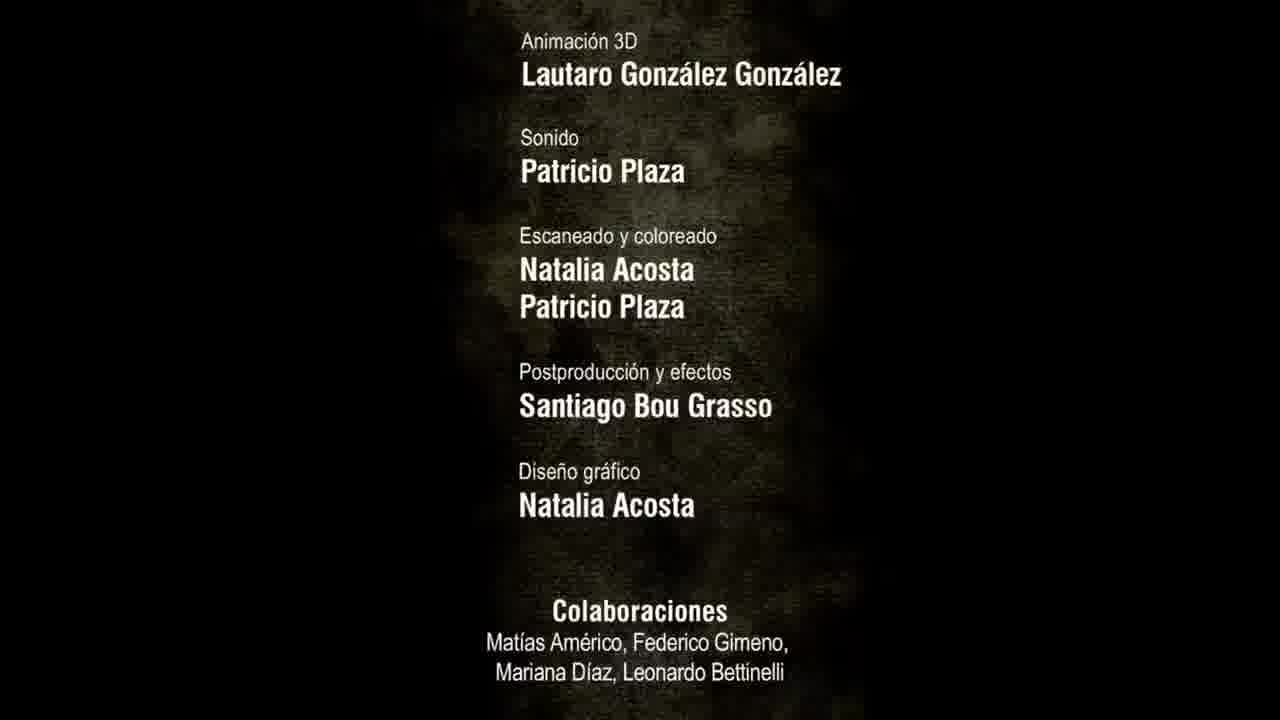 Animación 3D
Lautaro González González
Sonido
Patricio Plaza
Escaneado y coloreado
Natalia Acosta
Patricio Plaza
Postproducción y efectos
Santiago Bou Grasso
Diseño gráfico
Natalia Acosta
Colaboraciones
Matías Américo, Federico Gimeno,
Mariana Díaz, Leonardo Bettinelli